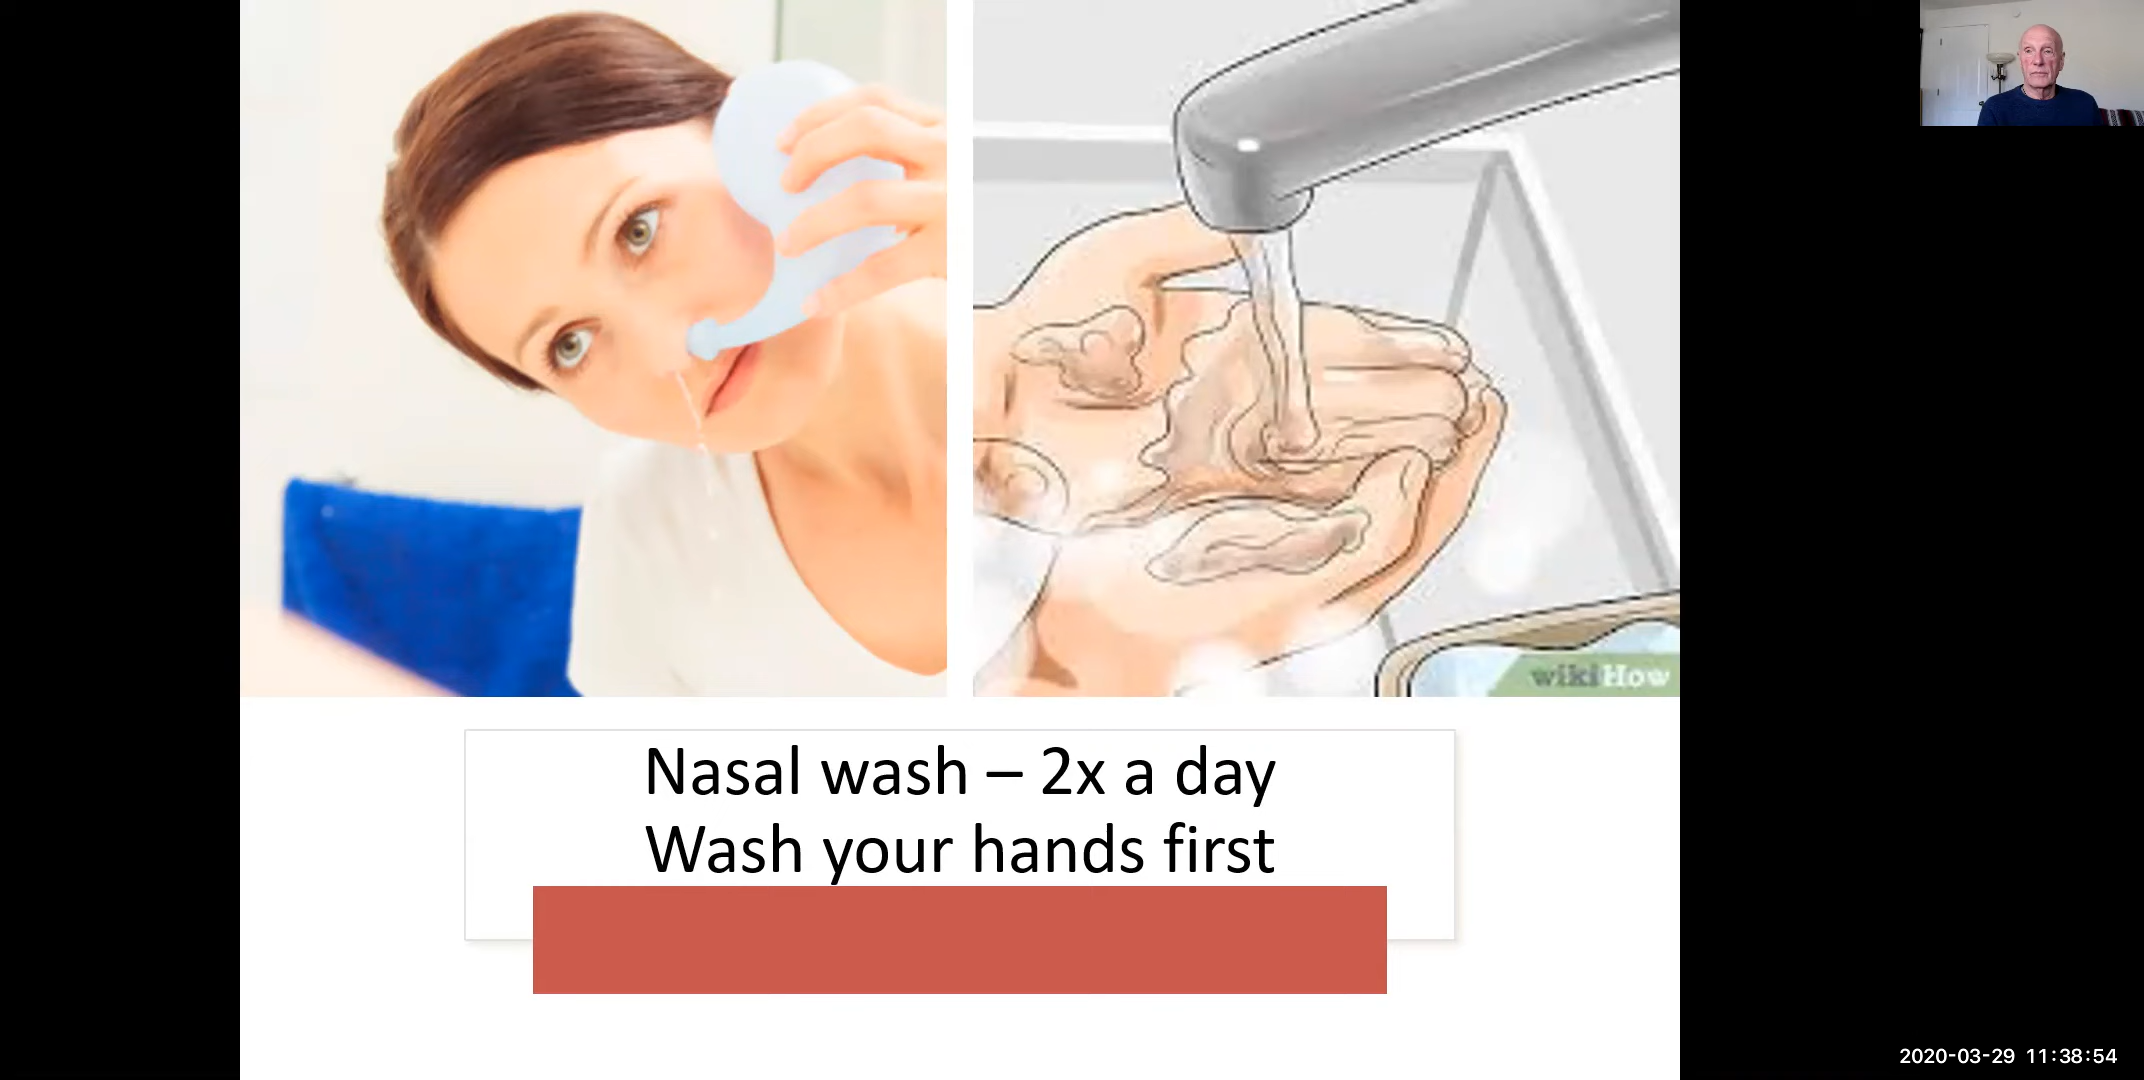 wikiHow
Nasal wash – 2x a day
Wash your hands first
2020-03-29 11:38:54